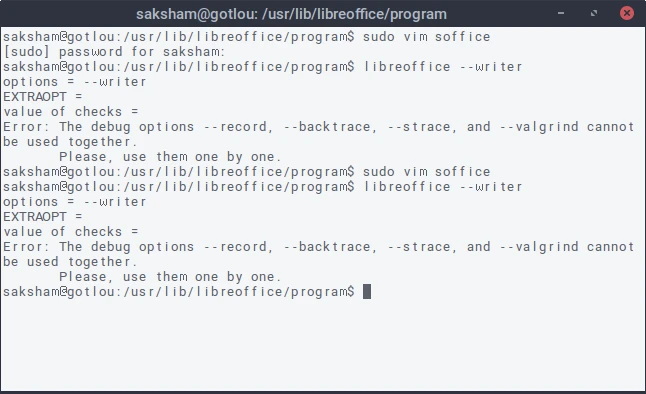 saksham@gotlou: /usr/lib/libreoffice/program
saksham@gotlou:/usr/lib/libreoffice/program$ sudo vim soffice
[sudo] password for saksham:
saksham@gotlou:/usr/lib/libreoffice/program$ libreoffice --writer
options = --writer
EXTRAOPT =
value of checks =
Error: The debug options --record, --backtrace, --strace, and --valgrind cannot
be used together.
       Please, use them one by one.
saksham@gotlou:/usr/lib/libreoffice/program$ sudo vim soffice
saksham@gotlou:/usr/lib/libreoffice/program$ libreoffice --writer
options = --writer
EXTRAOPT =
value of checks =
Error: The debug options --record, --backtrace, --strace, and --valgrind cannot
be used together.
       Please, use them one by one.
saksham@gotlou:/usr/lib/libreoffice/program$